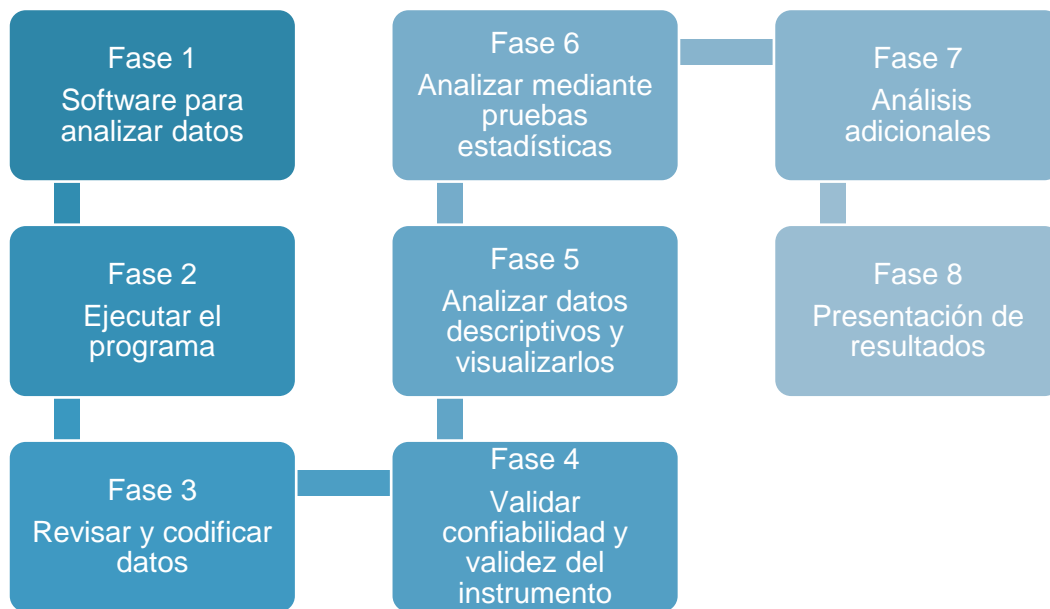 Fase 1
Software para
analizar datos
Fase 2
Ejecutar el
programa
Fase 3
Revisar y codificar
datos
Fase 4
Validar
confiabilidad y
validez del
instrumento
Fase 5
Analizar datos
descriptivos y
visualizarlos
Fase 6
Analizar mediante
pruebas
estadísticas
Fase 7
Análisis
adicionales
Fase 8
Presentación de
resultados